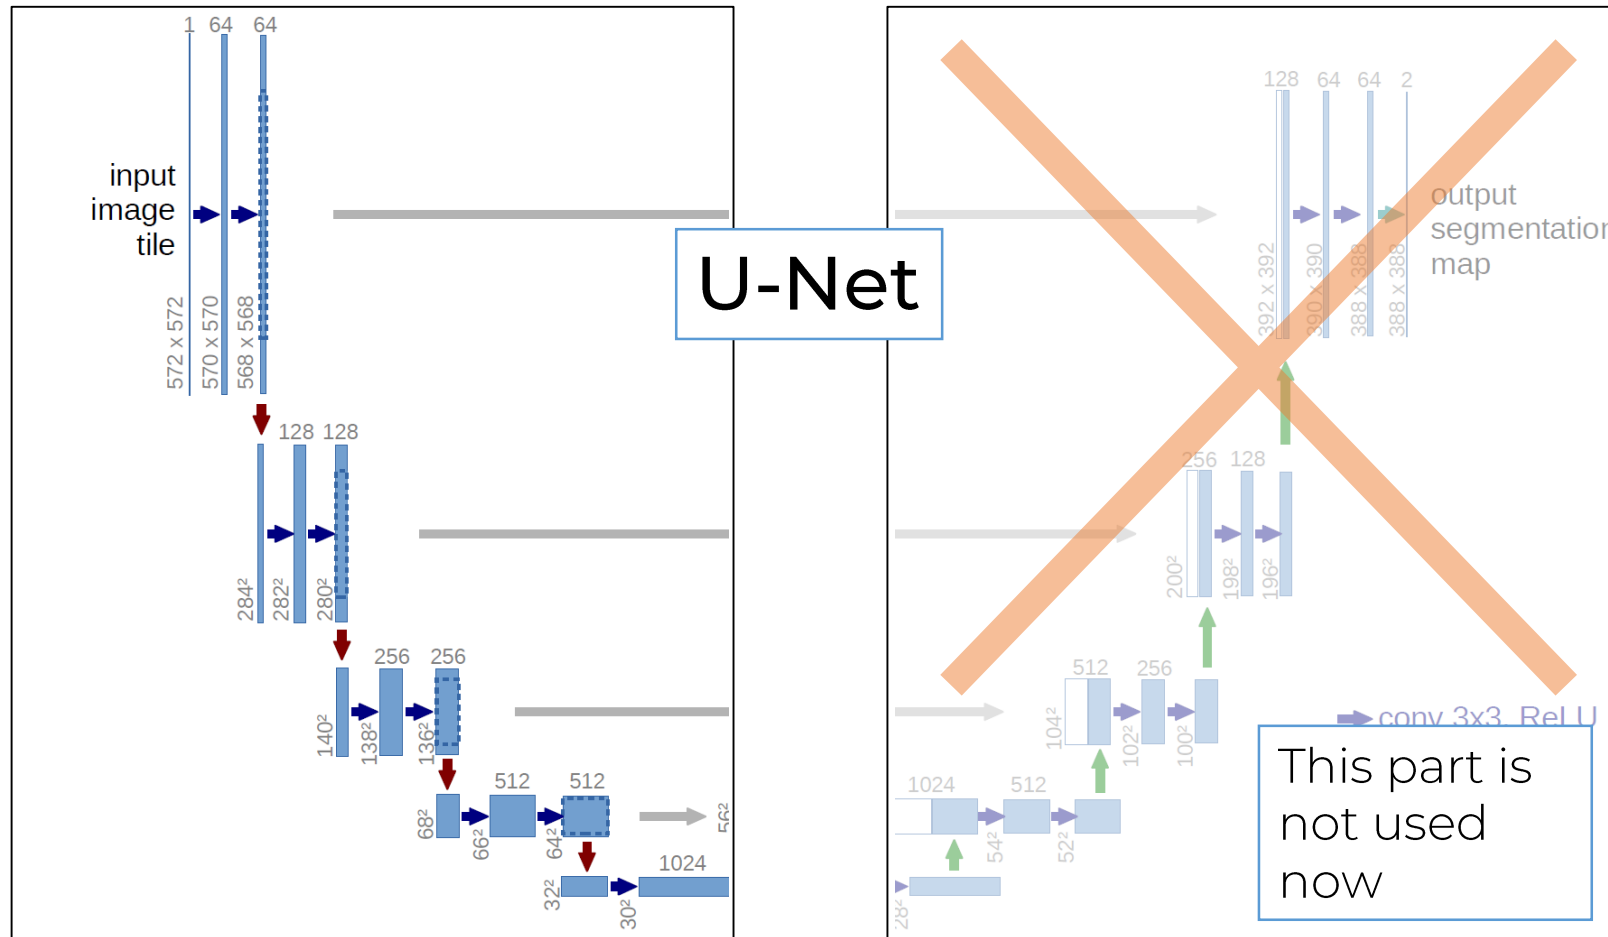 1 64 64
input
image
tile
572 x 572
570 x 570
568 x 568
128 128
284²
282²
280²
256 256
140²
138²
136²
512 512
68²
66²
64²
56²
1024
32²
30²
U-Net
128 64 64 2
output
segmentation
map
392 x 392
390 x 390
388 x 388
388 x 388
256 128
200²
198²
196²
512 256
104²
102²
100²
conv 3x3, ReLU
1024 512
54²
52²
28²
This part is
not used
now